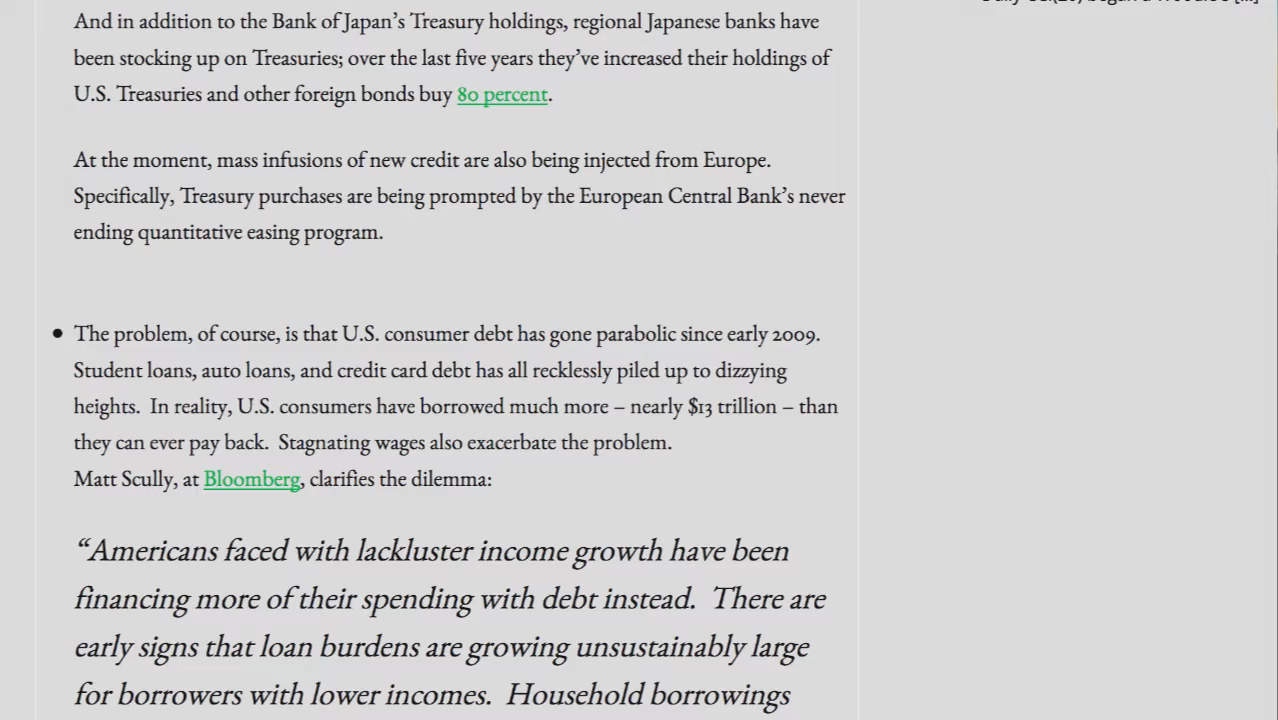 And in addition to the Bank of Japan's Treasury holdings, regional Japanese banks have
been stocking up on Treasuries; over the last five years they've increased their holdings of
U.S. Treasuries and other foreign bonds buy 80 percent.
At the moment, mass infusions of new credit are also being injected from Europe.
Specifically, Treasury purchases are being prompted by the European Central Bank's never
ending quantitative easing program.
• The problem, of course, is that U.S. consumer debt has gone parabolic since early 2009.
Student loans, auto loans, and credit card debt has all recklessly piled up to dizzying
heights.  In reality, U.S. consumers have borrowed much more – nearly $13 trillion – than
they can ever pay back.  Stagnating wages also exacerbate the problem.
Matt Scully, at Bloomberg, clarifies the dilemma:
“Americans faced with lackluster income growth have been
financing more of their spending with debt instead.  There are
early signs that loan burdens are growing unsustainably large
for borrowers with lower incomes.  Household borrowings